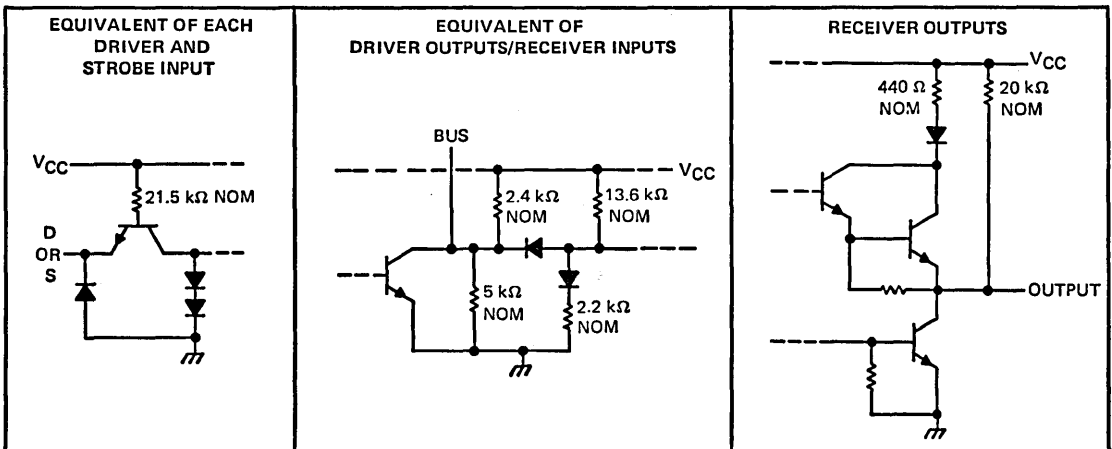 EQUIVALENT OF EACH
DRIVER AND
STROBE INPUT
VCC
21.5 kΩ NOM
D
OR
S
EQUIVALENT OF
DRIVER OUTPUTS/RECEIVER INPUTS
BUS
VCC
2.4 kΩ
NOM
13.6 kΩ
NOM
5 kΩ
NOM
2.2 kΩ
NOM
RECEIVER OUTPUTS
VCC
440 Ω
NOM
20 kΩ
NOM
OUTPUT